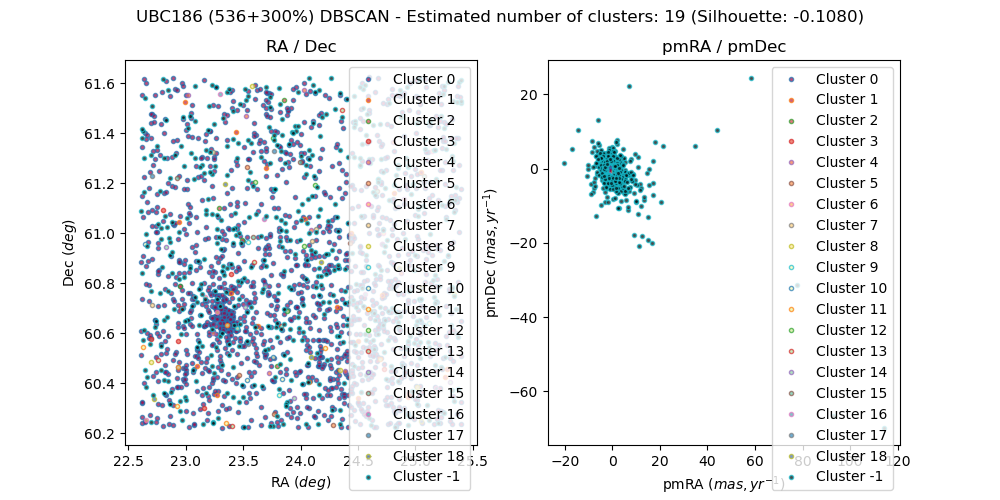 UBC186 (536+300%) DBSCAN - Estimated number of clusters: 19 (Silhouette: -0.1080)
RA / Dec
61.6
61.4
61.2
61.0
60.8
60.6
60.4
60.2
Dec (deg)
22.5 23.0 23.5 24.0 24.5 25.5
RA (deg)
Cluster 0
Cluster 1
Cluster 2
Cluster 3
Cluster 4
Cluster 5
Cluster 6
Cluster 7
Cluster 8
Cluster 9
Cluster 10
Cluster 11
Cluster 12
Cluster 13
Cluster 14
Cluster 15
Cluster 16
Cluster 17
Cluster 18
Cluster -1
pmRA / pmDec
20
0
−20
−40
−60
pmDec (mas, yr⁻¹)
−20 0 20 40 60 80 120
pmRA (mas, yr⁻¹)
Cluster 0
Cluster 1
Cluster 2
Cluster 3
Cluster 4
Cluster 5
Cluster 6
Cluster 7
Cluster 8
Cluster 9
Cluster 10
Cluster 11
Cluster 12
Cluster 13
Cluster 14
Cluster 15
Cluster 16
Cluster 17
Cluster 18
Cluster -1